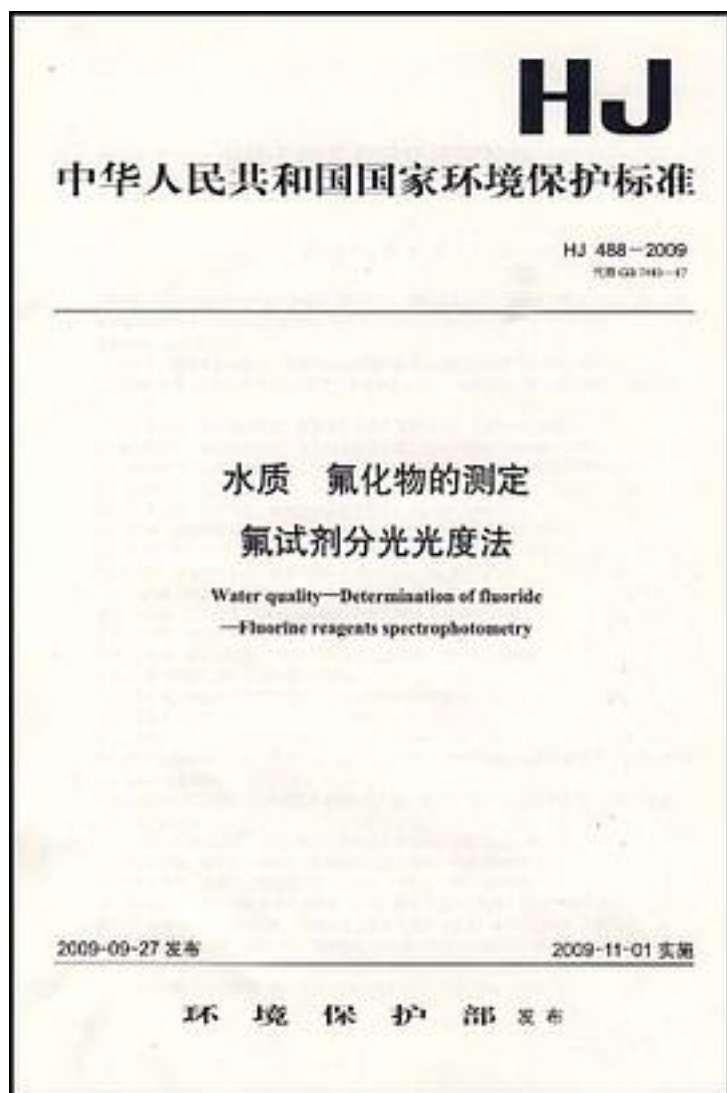 HJ
中华人民共和国国家环境保护标准
HJ 488－2009
代替 GB
水质　氟化物的测定
氟试剂分光光度法
Water quality—Determination of fluoride
—Fluorine reagents spectrophotometry
2009-09-27 发布
2009-11-01 实施
环境保护部 发布